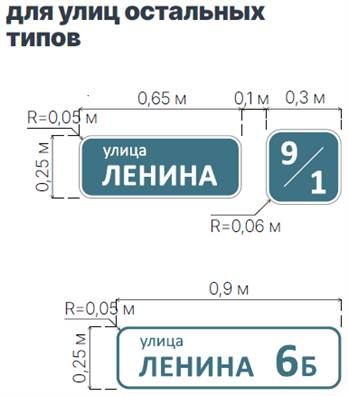 для улиц остальных
типов
0,65 м 0,1 м 0,3 м
R=0,05 м
0,25 м
улица
ЛЕНИНА
9/1
R=0,06 м
0,9 м
R=0,05 м
0,25 м
улица
ЛЕНИНА 6Б